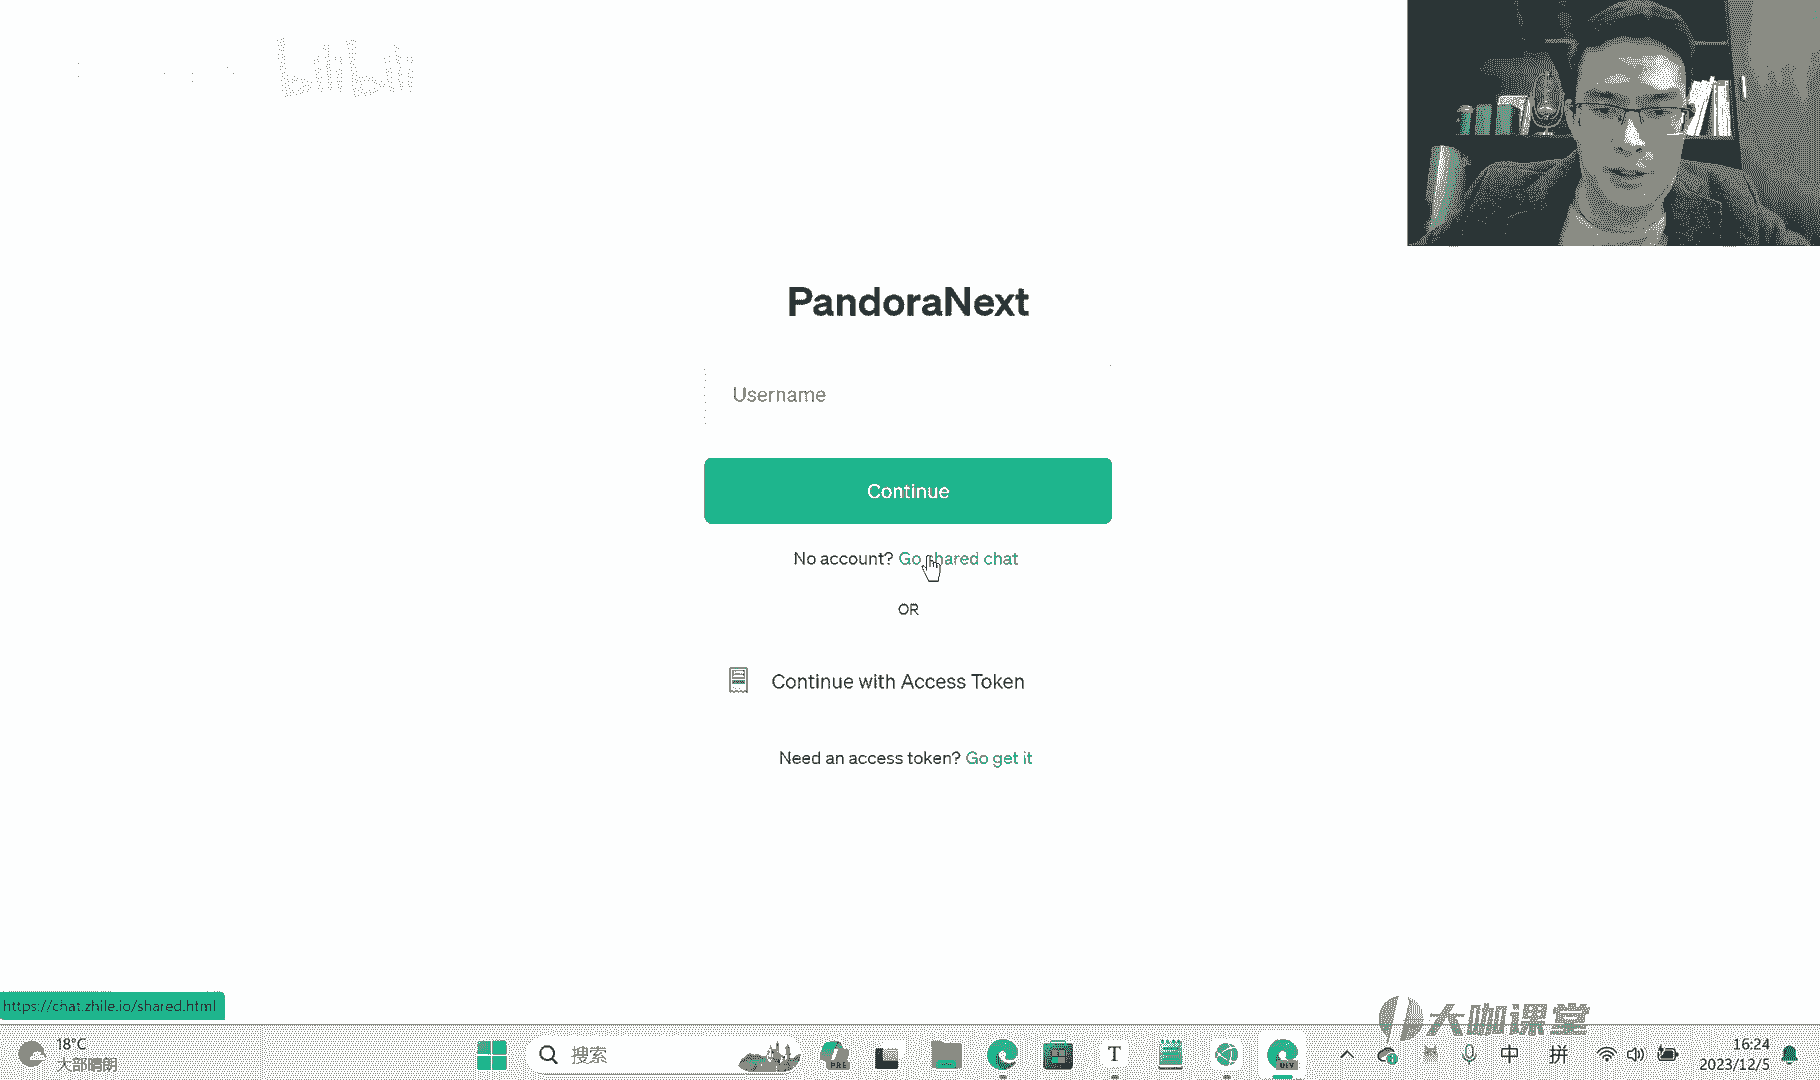 bilibili
PandoraNext
Username
Continue
No account? Go shared chat
OR
Continue with Access Token
Need an access token? Go get it
https://chat.zhile.io/shared.html
大咖课堂
18°C
大部晴朗
搜索
PRE
T
DEV
中
拼
16:24
2023/12/5